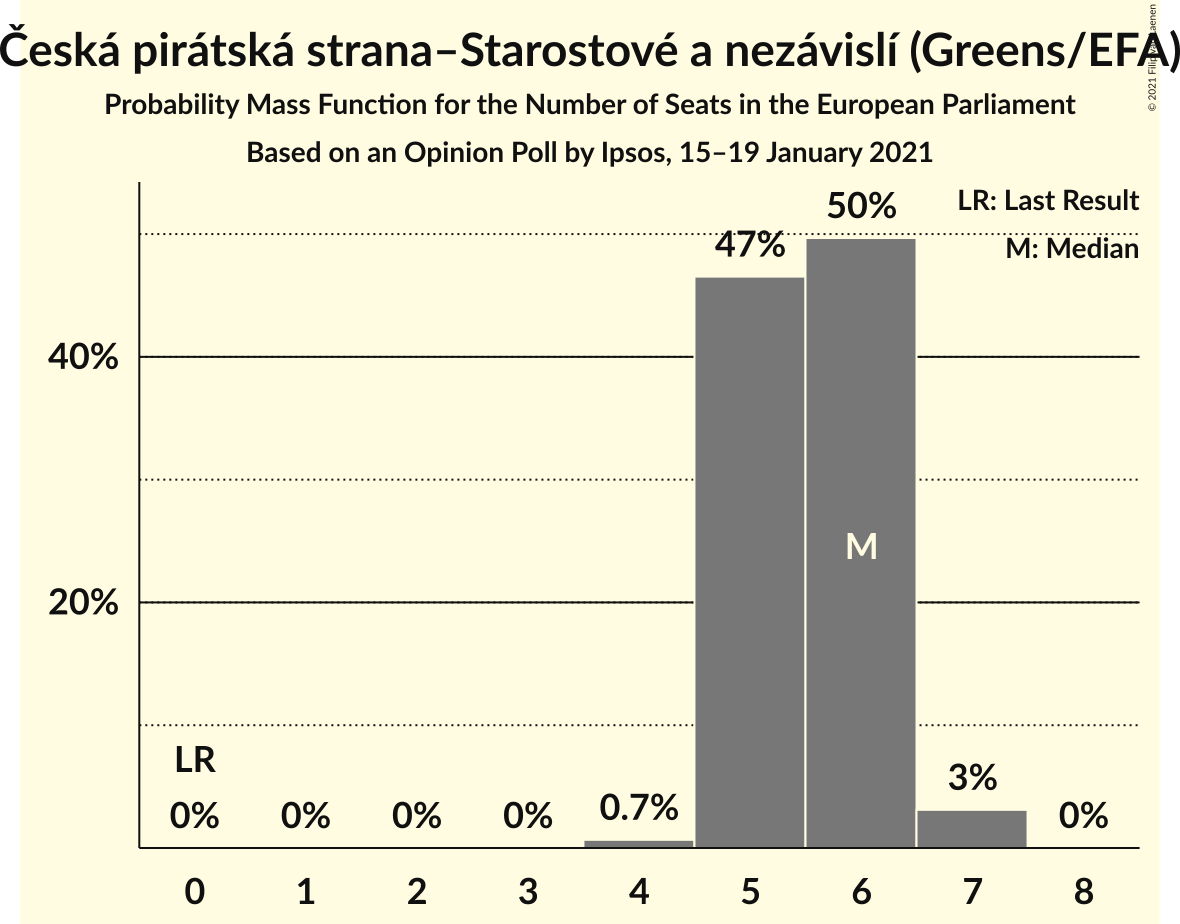 Česká pirátská strana–Starostové a nezávislí (Greens/EFA)
Probability Mass Function for the Number of Seats in the European Parliament
Based on an Opinion Poll by Ipsos, 15–19 January 2021
© 2021 Filip
LR: Last Result
M: Median
50%
47%
40%
M
20%
LR
0% 0% 0% 0% 0.7% 3% 0%
0 1 2 3 4 5 6 7 8